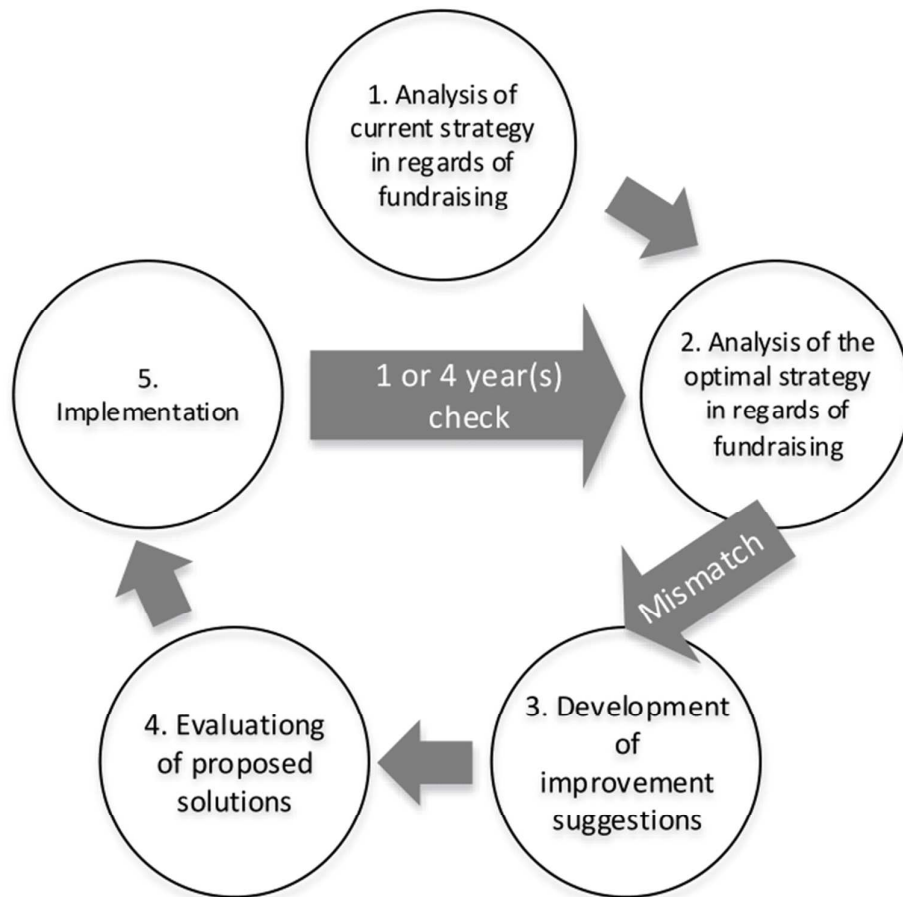 1. Analysis of
current strategy
in regards of
fundraising
2. Analysis of the
optimal strategy
in regards of
fundraising
5.
Implementation
1 or 4 year(s)
check
Mismatch
3. Development
of
improvement
suggestions
4. Evaluationg
of proposed
solutions